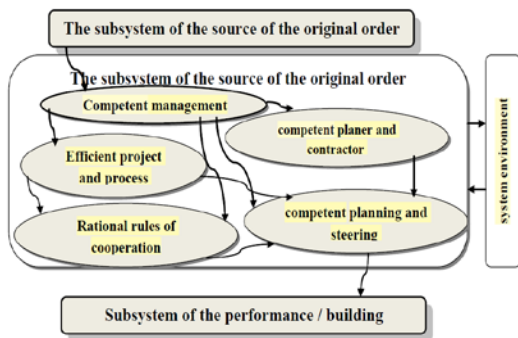 The subsystem of the source of the original order
The subsystem of the source of the original order
Competent management
competent planer and
contractor
Efficient project
and process
competent planning and
steering
Rational rules of
cooperation
system environment
Subsystem of the performance / building